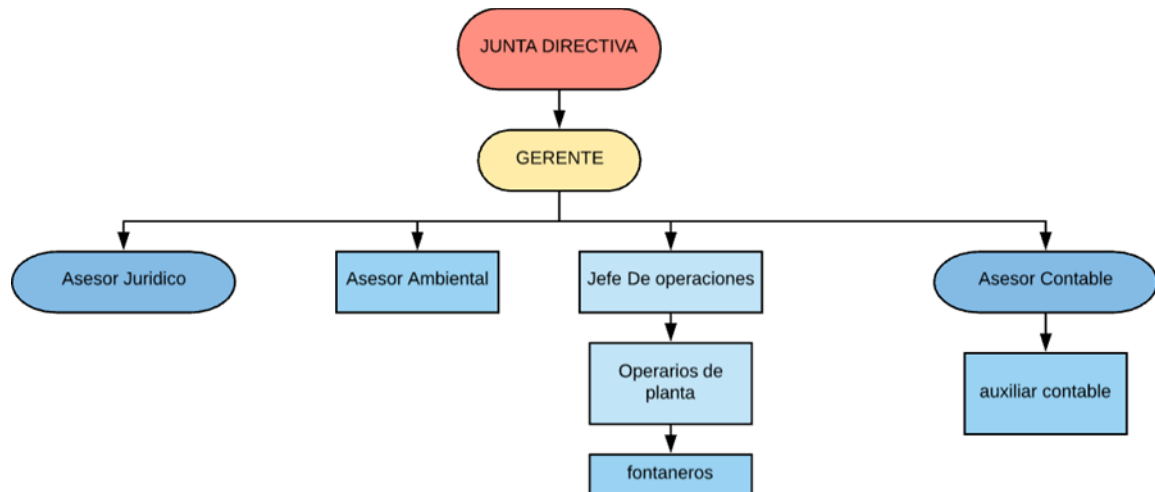 JUNTA DIRECTIVA
GERENTE
Asesor Juridico
Asesor Ambiental
Jefe De operaciones
Asesor Contable
Operarios de
planta
auxiliar contable
fontaneros